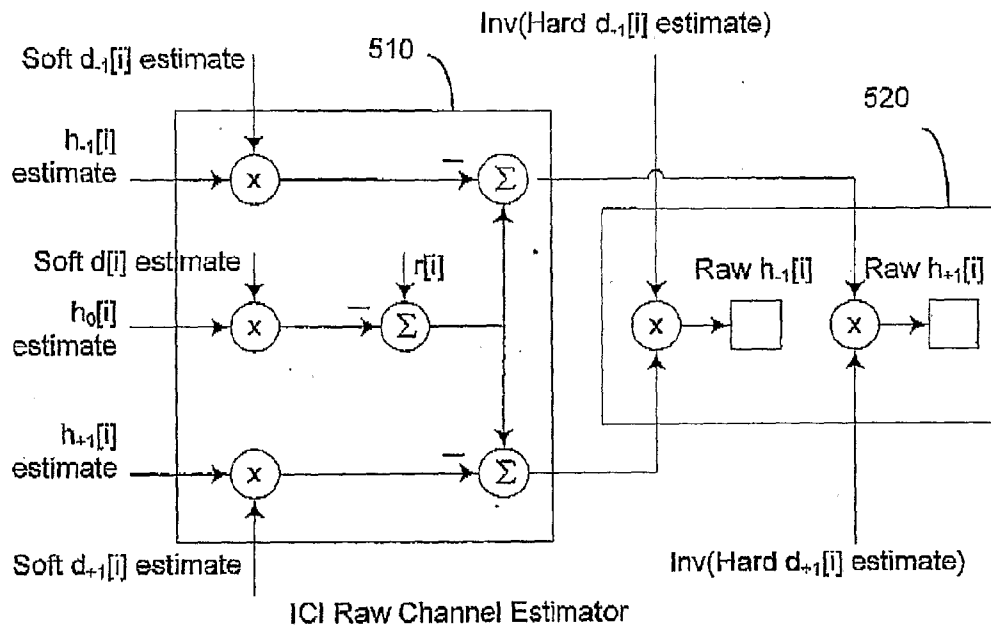 Inv(Hard d₋₁[i] estimate)
Soft d₋₁[i] estimate
510
520
h₋₁[i]
estimate
x
−
Σ
Soft d[i] estimate
r[i]
Raw h₋₁[i]
Raw h₊₁[i]
h₀[i]
estimate
x
−
Σ
x
x
h₊₁[i]
estimate
x
−
Σ
Soft d₊₁[i] estimate
Inv(Hard d₊₁[i] estimate)
ICI Raw Channel Estimator